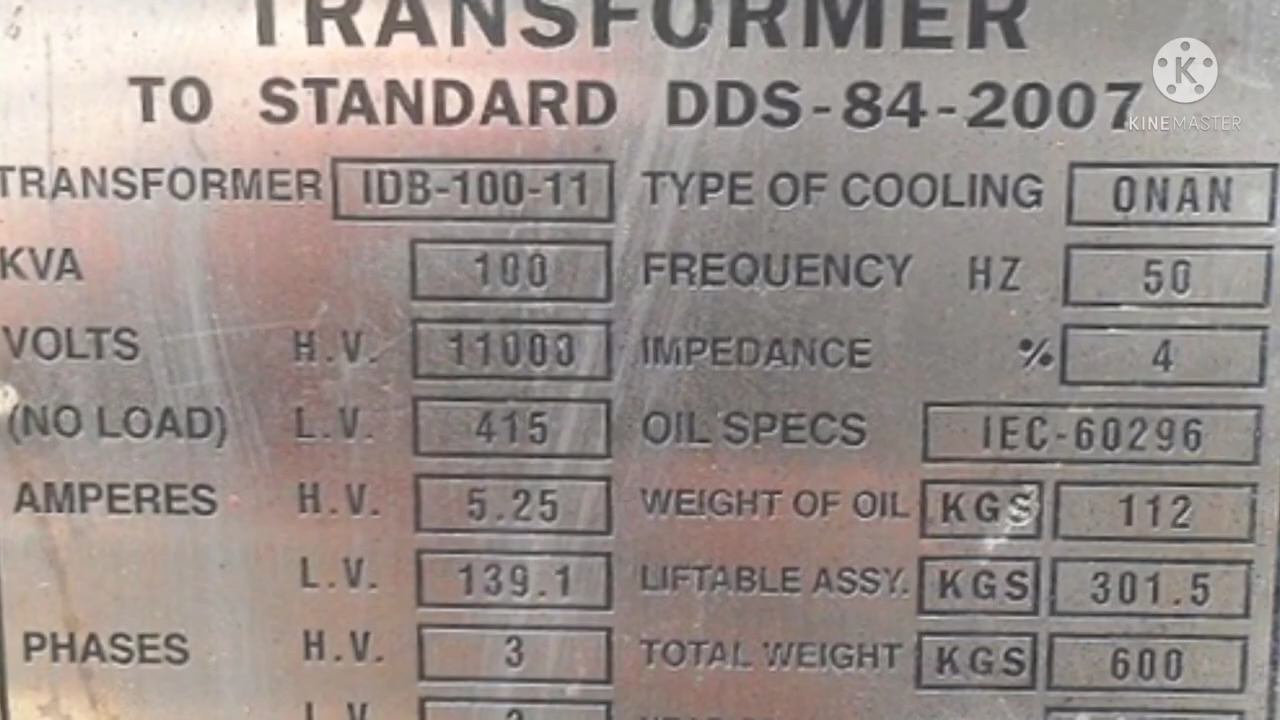 TRANSFORMER
TO STANDARD DDS-84-2007
KINEMASTER
TRANSFORMER IDB-100-11 TYPE OF COOLING ONAN
KVA 100 FREQUENCY HZ 50
VOLTS H.V. 11000 IMPEDANCE % 4
(NO LOAD) L.V. 415 OIL SPECS IEC-60296
AMPERES H.V. 5.25 WEIGHT OF OIL KGS 112
L.V. 139.1 LIFTABLE ASSY. KGS 301.5
PHASES H.V. 3 TOTAL WEIGHT KGS 600
L.V. 3